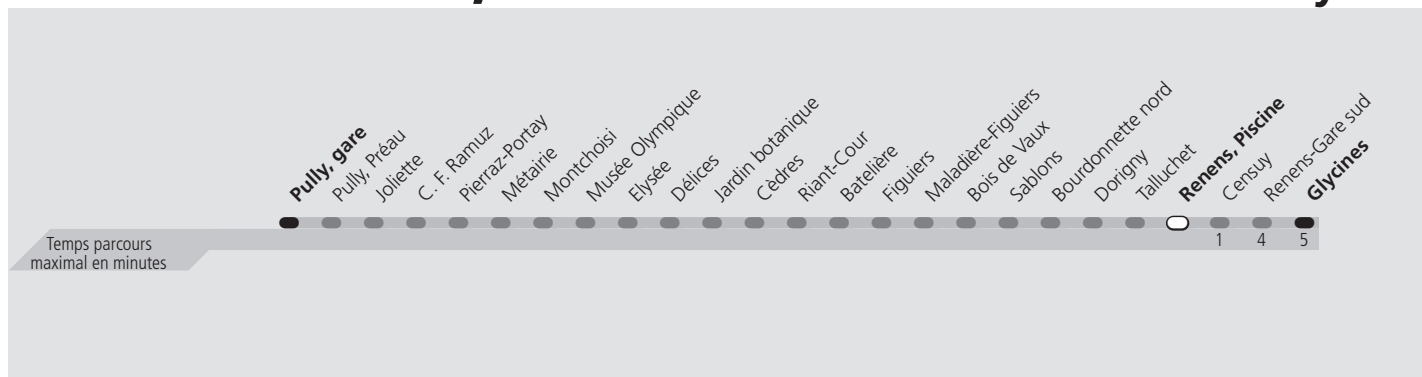 Pully, gare
Pully, Préau
Joliette
C. F. Ramuz
Pierraz-Portay
Métairie
Montchoisi
Musée Olympique
Elysée
Délices
Jardin botanique
Cèdres
Riant-Cour
Batelière
Figuiers
Maladière-Figuiers
Bois de Vaux
Sablons
Bourdonnette nord
Dorigny
Talluchet
Renens, Piscine
Censuy
Renens-Gare sud
Glycines
Temps parcours
maximal en minutes
1 4 5